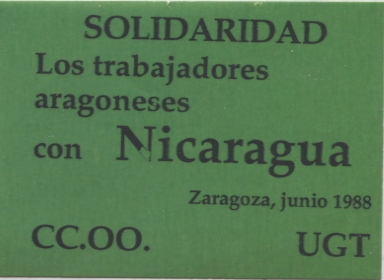 SOLIDARIDAD
Los trabajadores
aragoneses
con Nicaragua
Zaragoza, junio 1988
CC.OO. UGT